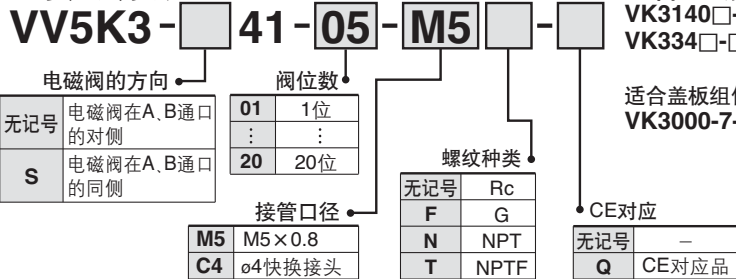 VV5K3-□41-05-M5□-□
VK3140□-
VK334□-
适合盖板组
VK3000-7-
电磁阀的方向
无记号 电磁阀在A、B通口的对侧
S 电磁阀在A、B通口的同侧
阀位数
01 1位
⋮ ⋮
20 20位
接管口径
M5 M5×0.8
C4 ø4快换接头
螺纹种类
无记号 Rc
F G
N NPT
T NPTF
CE对应
无记号 –
Q CE对应品